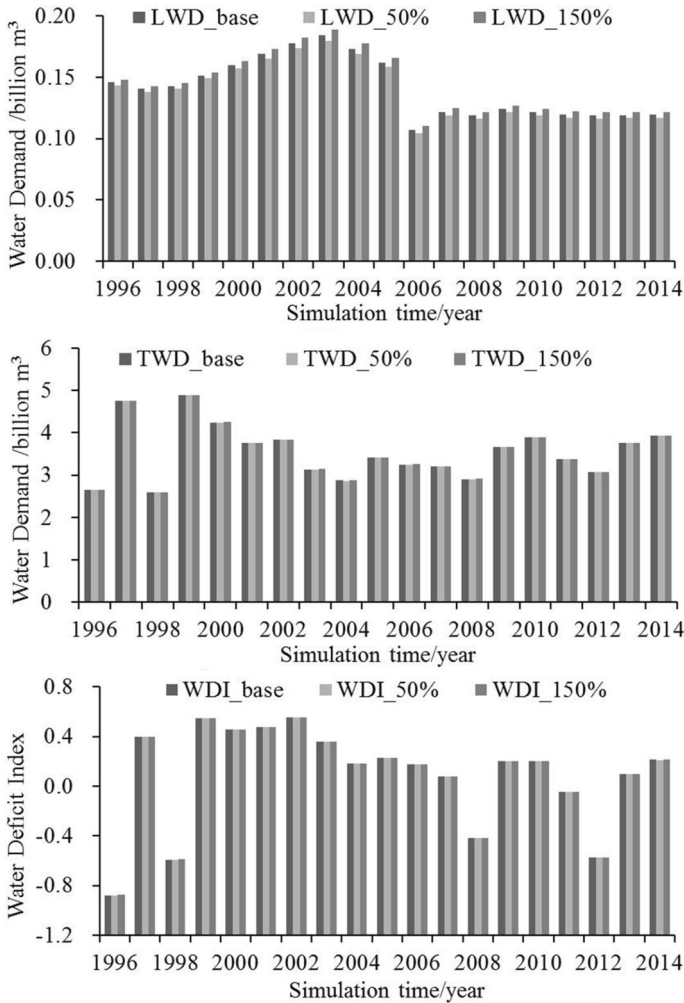 LWD_base LWD_50% LWD_150%
Water Demand /billion m³
0.20
0.15
0.10
0.05
0.00
1996 1998 2000 2002 2004 2006 2008 2010 2012 2014
Simulation time/year
TWD_base TWD_50% TWD_150%
Water Demand /billion m³
6
5
4
3
2
1
0
1996 1998 2000 2002 2004 2006 2008 2010 2012 2014
Simulation time/year
WDI_base WDI_50% WDI_150%
Water Deficit Index
0.8
0.4
0.0
-0.4
-0.8
-1.2
1996 1998 2000 2002 2004 2006 2008 2010 2012 2014
Simulation time/year